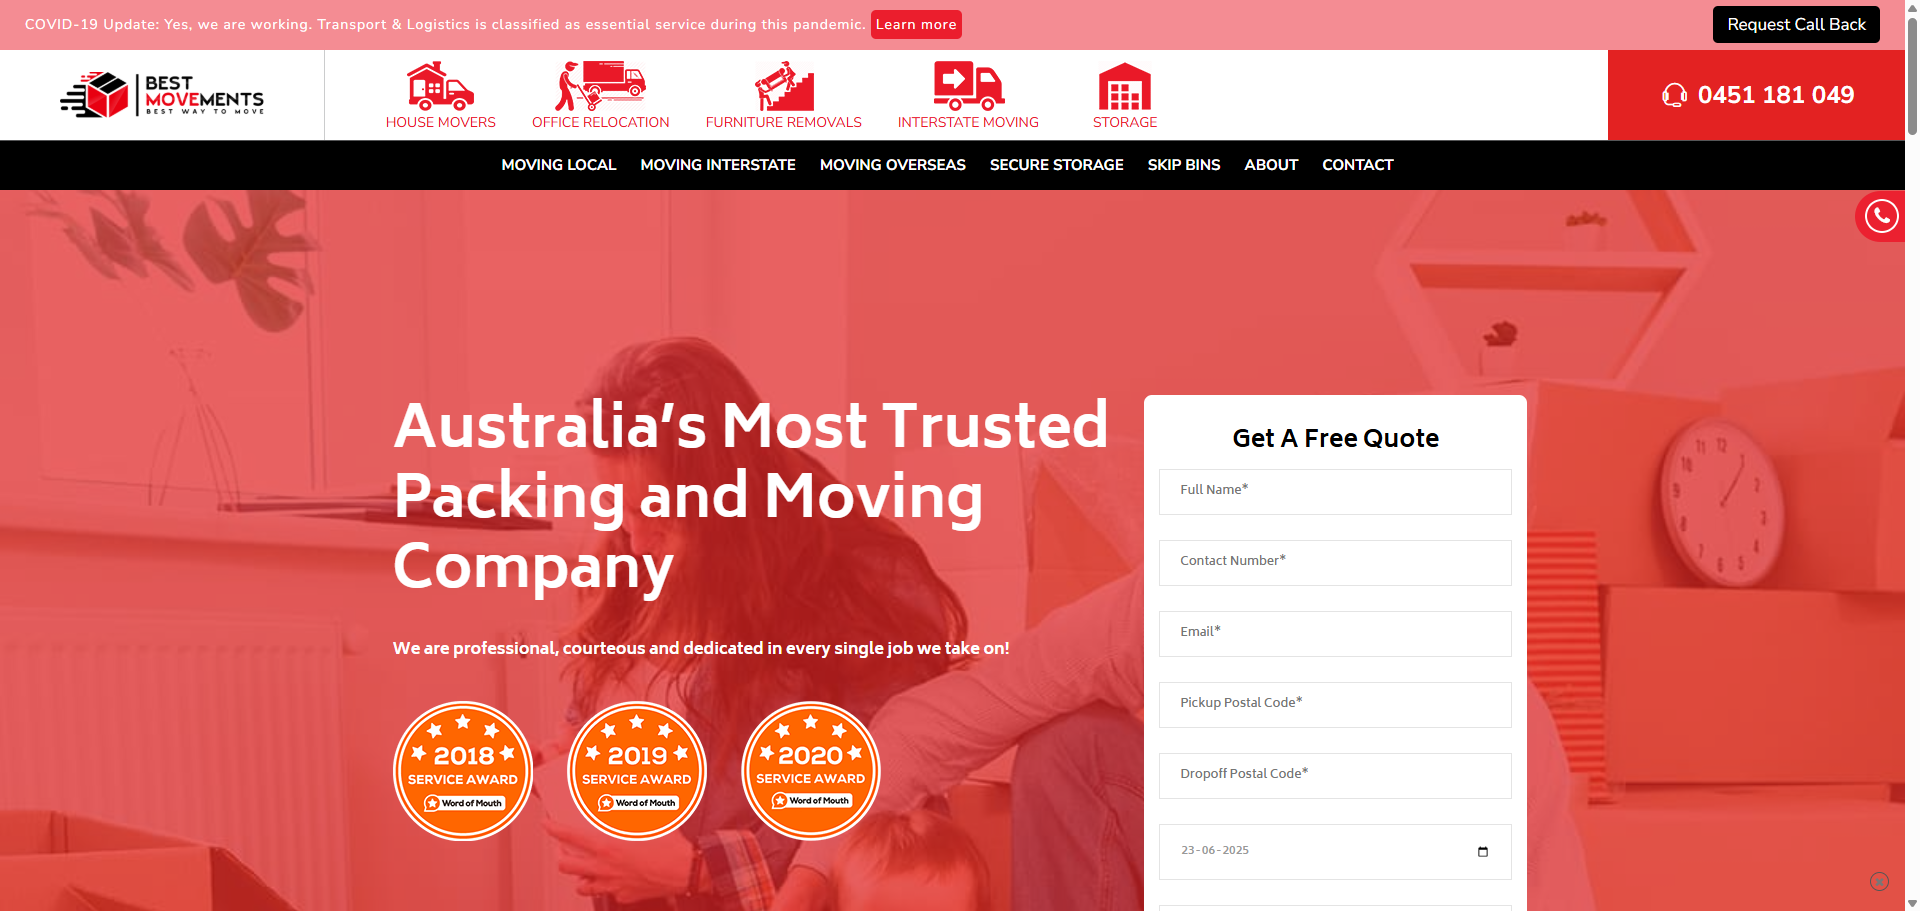 COVID-19 Update: Yes, we are working. Transport & Logistics is classified as essential service during this pandemic. Learn more
Request Call Back
BEST
MOVEMENTS
BEST WAY TO MOVE
HOUSE MOVERS
OFFICE RELOCATION
FURNITURE REMOVALS
INTERSTATE MOVING
STORAGE
0451 181 049
MOVING LOCAL
MOVING INTERSTATE
MOVING OVERSEAS
SECURE STORAGE
SKIP BINS
ABOUT
CONTACT
Australia’s Most Trusted
Packing and Moving
Company
We are professional, courteous and dedicated in every single job we take on!
2018
SERVICE AWARD
Word of Mouth
2019
SERVICE AWARD
Word of Mouth
2020
SERVICE AWARD
Word of Mouth
Get A Free Quote
Full Name*
Contact Number*
Email*
Pickup Postal Code*
Dropoff Postal Code*
23-06-2025